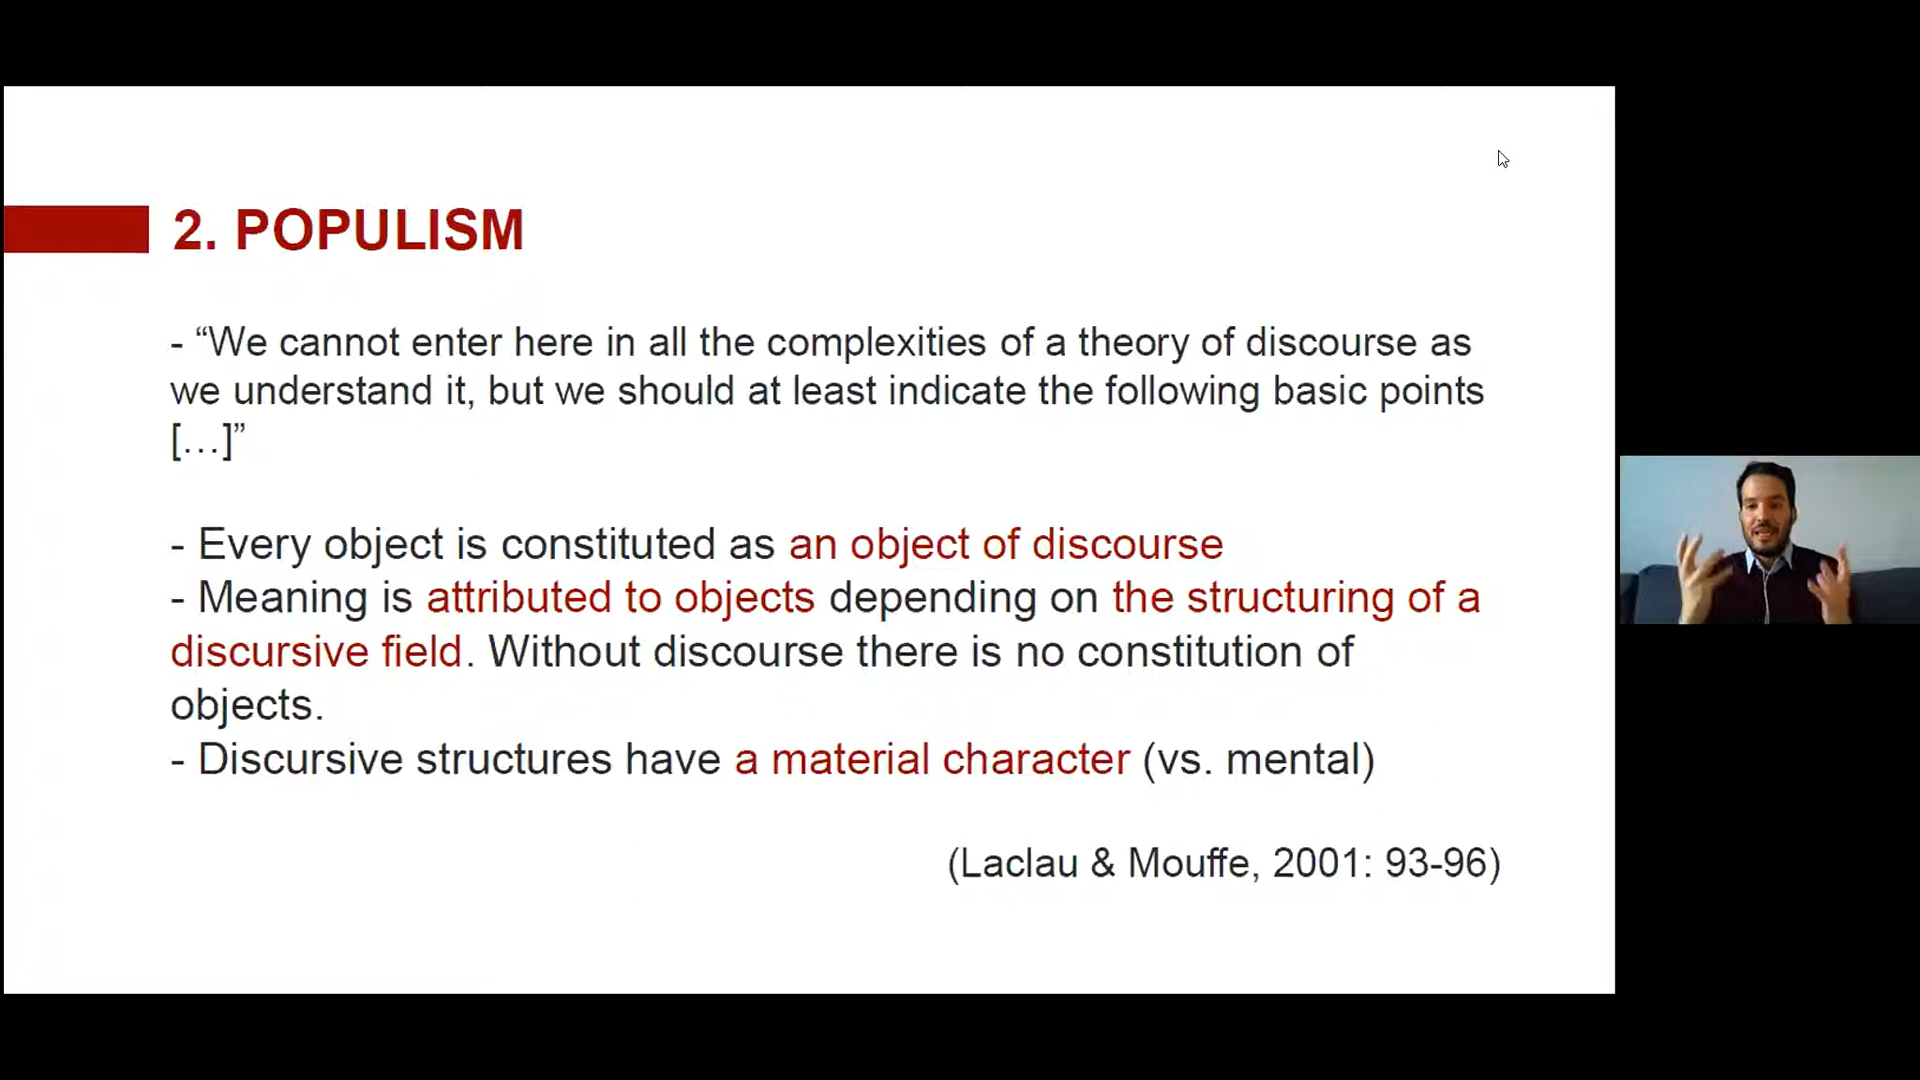 2. POPULISM
- “We cannot enter here in all the complexities of a theory of discourse as
we understand it, but we should at least indicate the following basic points
[…]”
- Every object is constituted as an object of discourse
- Meaning is attributed to objects depending on the structuring of a
discursive field. Without discourse there is no constitution of
objects.
- Discursive structures have a material character (vs. mental)
(Laclau & Mouffe, 2001: 93-96)